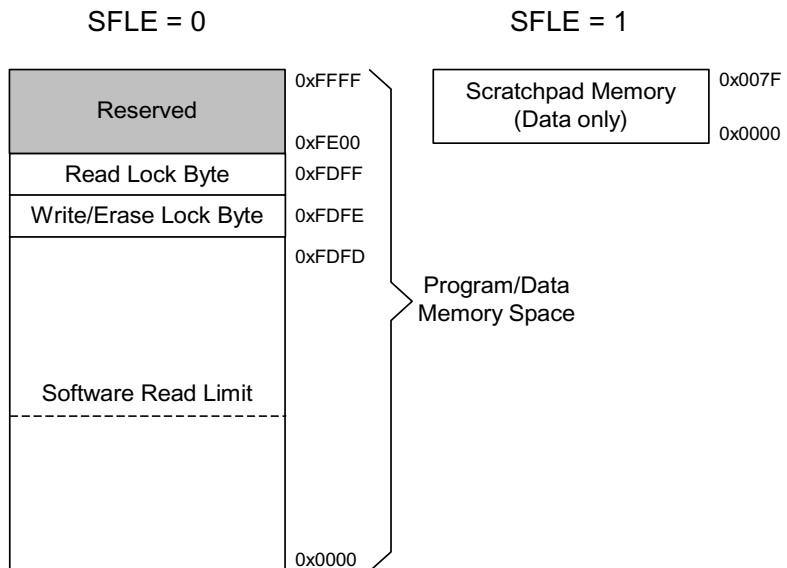 SFLE = 0
SFLE = 1
Reserved
0xFFFF
0xFE00
Read Lock Byte
0xFDFF
Write/Erase Lock Byte
0xFDFE
0xFDFD
Software Read Limit
0x0000
Program/Data
Memory Space
Scratchpad Memory
(Data only)
0x007F
0x0000